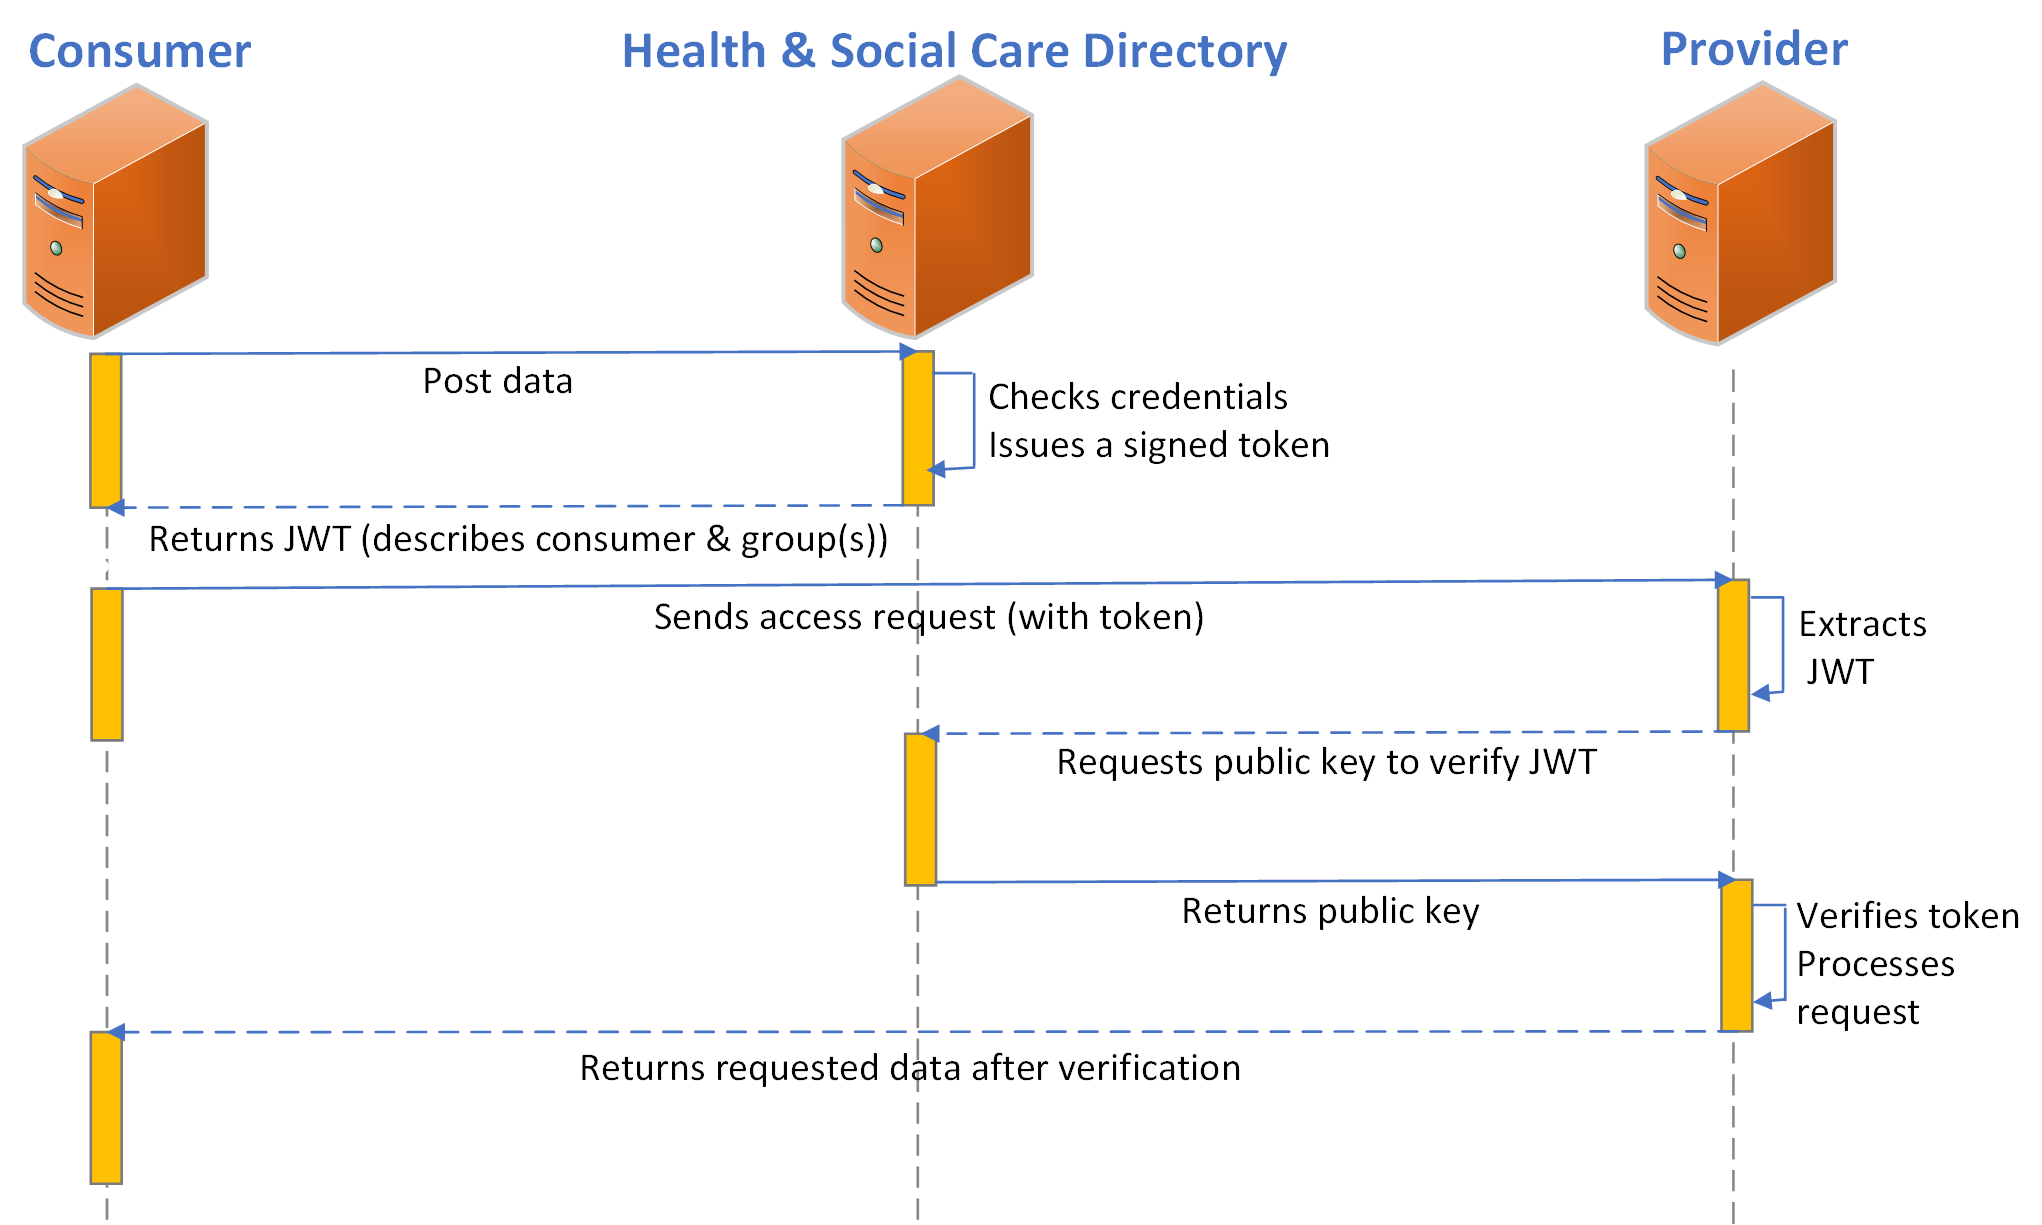 Consumer
Health & Social Care Directory
Provider
Post data
Checks credentials
Issues a signed token
Returns JWT (describes consumer & group(s))
Sends access request (with token)
Extracts
JWT
Requests public key to verify JWT
Returns public key
Verifies token
Processes
request
Returns requested data after verification